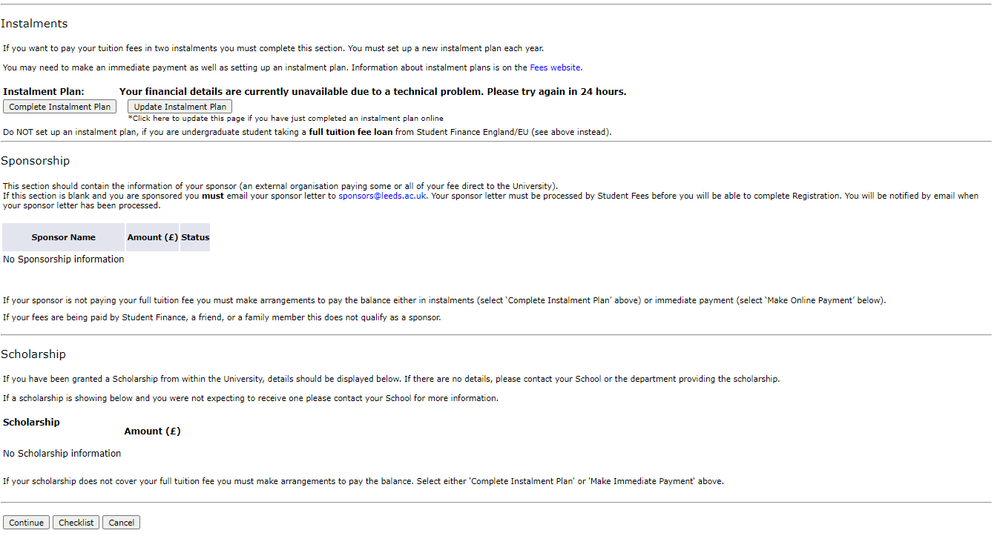 Instalments
If you want to pay your tuition fees in two instalments you must complete this section. You must set up a new instalment plan each year.
You may need to make an immediate payment as well as setting up an instalment plan. Information about instalment plans is on the Fees website.
Instalment Plan: Your financial details are currently unavailable due to a technical problem. Please try again in 24 hours.
Complete Instalment Plan Update Instalment Plan
*Click here to update this page if you have just completed an instalment plan online
Do NOT set up an instalment plan, if you are undergraduate student taking a full tuition fee loan from Student Finance England/EU (see above instead).
Sponsorship
This section should contain the information of your sponsor (an external organisation paying some or all of your fee direct to the University).
If this section is blank and you are sponsored you must email your sponsor letter to sponsors@leeds.ac.uk. Your sponsor letter must be processed by Student Fees before you will be able to complete Registration. You will be notified by email when
your sponsor letter has been processed.
Sponsor Name Amount (£) Status
No Sponsorship information
If your sponsor is not paying your full tuition fee you must make arrangements to pay the balance either in instalments (select ‘Complete Instalment Plan’ above) or immediate payment (select ‘Make Online Payment’ below).
If your fees are being paid by Student Finance, a friend, or a family member this does not qualify as a sponsor.
Scholarship
If you have been granted a Scholarship from within the University, details should be displayed below. If there are no details, please contact your School or the department providing the scholarship.
If a scholarship is showing below and you were not expecting to receive one please contact your School for more information.
Scholarship
Amount (£)
No Scholarship information
If your scholarship does not cover your full tuition fee you must make arrangements to pay the balance. Select either 'Complete Instalment Plan' or 'Make Immediate Payment' above.
Continue Checklist Cancel